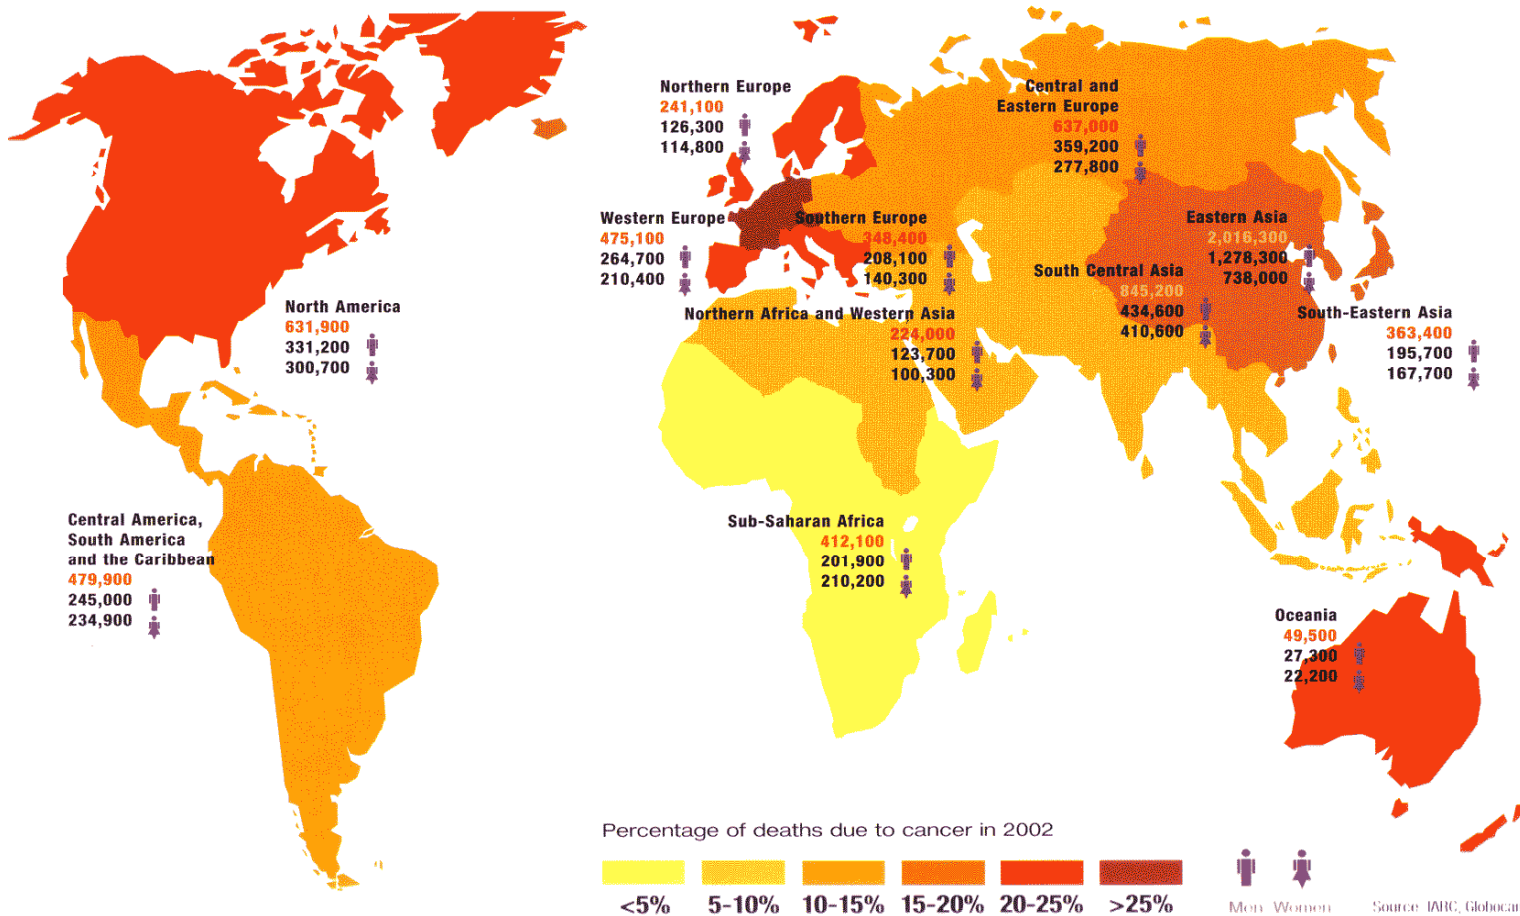 Northern Europe
241,100
126,300
114,800
Central and
Eastern Europe
637,000
359,200
277,800
Western Europe
475,100
264,700
210,400
Southern Europe
348,400
208,100
140,300
Eastern Asia
2,016,300
1,278,300
738,000
South Central Asia
845,200
434,600
410,600
North America
631,900
331,200
300,700
Northern Africa and Western Asia
224,000
123,700
100,300
South-Eastern Asia
363,400
195,700
167,700
Central America,
South America
and the Caribbean
479,900
245,000
234,900
Sub-Saharan Africa
412,100
201,900
210,200
Oceania
49,500
27,300
22,200
Percentage of deaths due to cancer in 2002
<5% 5-10% 10-15% 15-20% 20-25% >25%
Men Women
Source IARC, Globocan